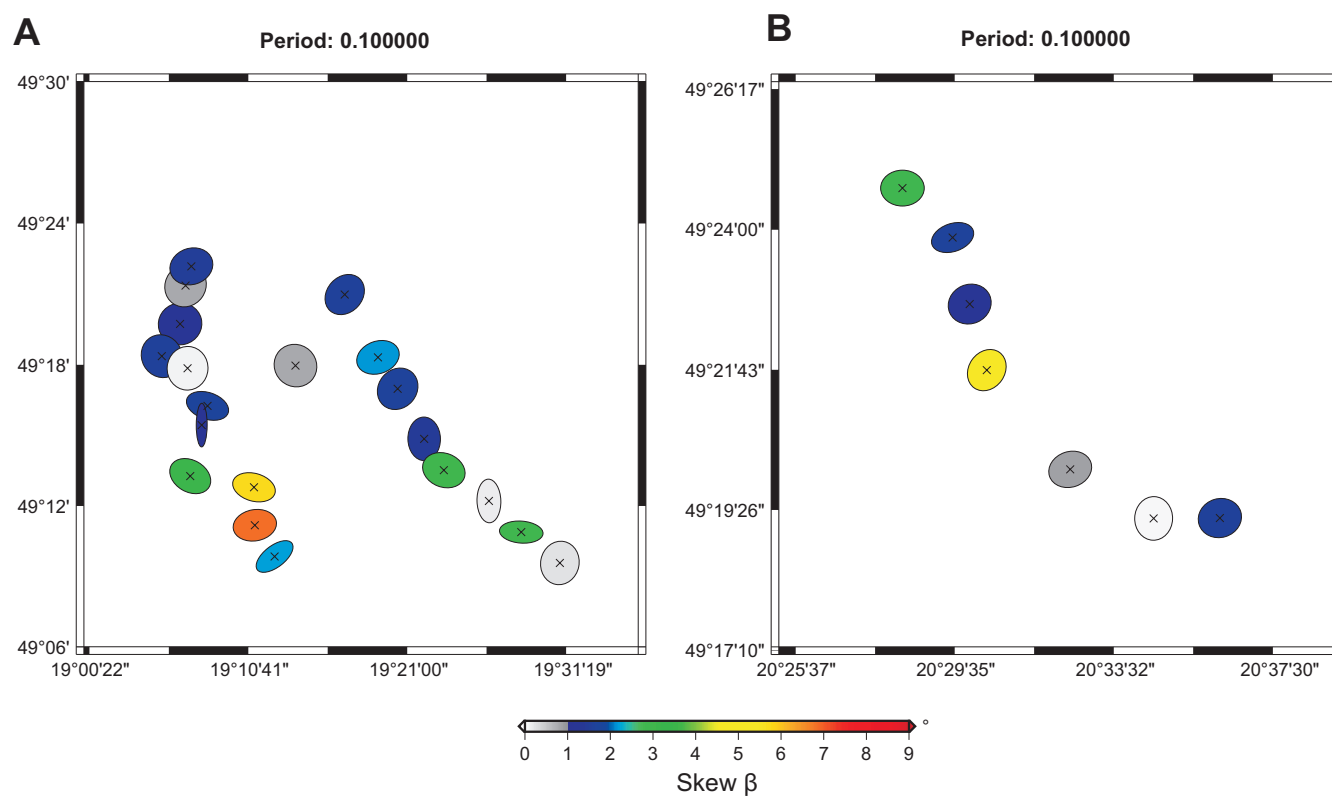 A
Period: 0.100000
49°30'
49°24'
49°18'
49°12'
49°06'
19°00'22" 19°10'41" 19°21'00" 19°31'19"
B
Period: 0.100000
49°26'17"
49°24'00"
49°21'43"
49°19'26"
49°17'10"
20°25'37" 20°29'35" 20°33'32" 20°37'30"
0 1 2 3 4 5 6 7 8 9 °
Skew β